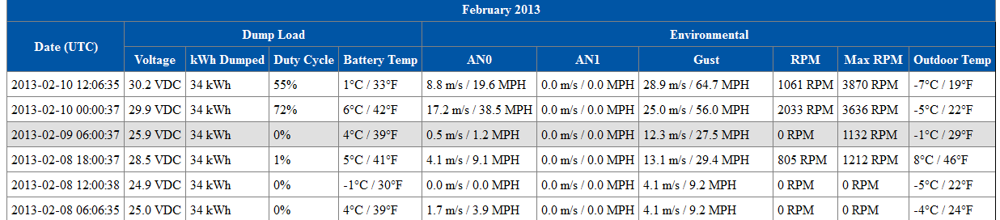 February 2013
Date (UTC) Dump Load Environmental
Voltage kWh Dumped Duty Cycle Battery Temp AN0 AN1 Gust RPM Max RPM Outdoor Temp
2013-02-10 12:06:35 30.2 VDC 34 kWh 55% 1°C / 33°F 8.8 m/s / 19.6 MPH 0.0 m/s / 0.0 MPH 28.9 m/s / 64.7 MPH 1061 RPM 3870 RPM -7°C / 19°F
2013-02-10 00:00:37 29.9 VDC 34 kWh 72% 6°C / 42°F 17.2 m/s / 38.5 MPH 0.0 m/s / 0.0 MPH 25.0 m/s / 56.0 MPH 2033 RPM 3636 RPM -5°C / 22°F
2013-02-09 06:00:37 25.9 VDC 34 kWh 0% 4°C / 39°F 0.5 m/s / 1.2 MPH 0.0 m/s / 0.0 MPH 12.3 m/s / 27.5 MPH 0 RPM 1132 RPM -1°C / 29°F
2013-02-08 18:00:37 28.5 VDC 34 kWh 1% 5°C / 41°F 4.1 m/s / 9.1 MPH 0.0 m/s / 0.0 MPH 13.1 m/s / 29.4 MPH 805 RPM 1212 RPM 8°C / 46°F
2013-02-08 12:00:38 24.9 VDC 34 kWh 0% -1°C / 30°F 0.0 m/s / 0.0 MPH 0.0 m/s / 0.0 MPH 4.1 m/s / 9.2 MPH 0 RPM 0 RPM -5°C / 22°F
2013-02-08 06:06:35 25.0 VDC 34 kWh 0% 4°C / 39°F 1.7 m/s / 3.9 MPH 0.0 m/s / 0.0 MPH 4.1 m/s / 9.2 MPH 0 RPM 0 RPM -4°C / 24°F